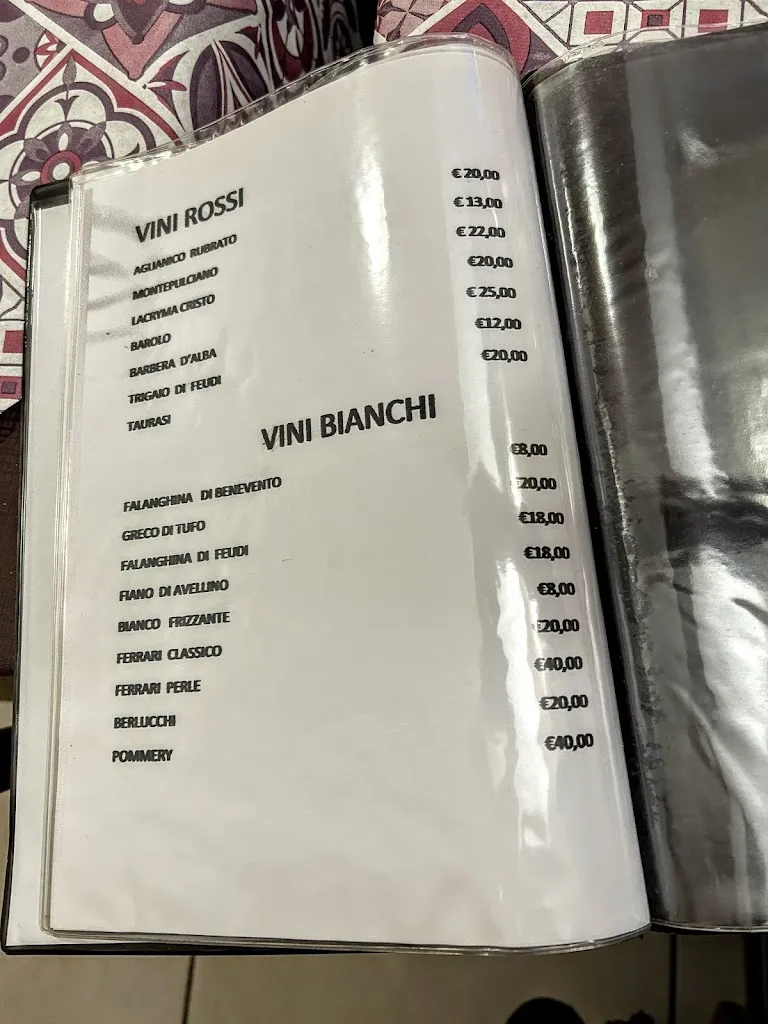 VINI ROSSI
AGLIANICO RUBRATO € 20,00
MONTEPULCIANO € 13,00
LACRYMA CRISTO € 22,00
BAROLO €20,00
BARBERA D'ALBA € 25,00
TRIGAIO DI FEUDI €12,00
TAURASI €20,00
VINI BIANCHI
FALANGHINA DI BENEVENTO €8,00
GRECO DI TUFO €20,00
FALANGHINA DI FEUDI €18,00
FIANO DI AVELLINO €18,00
BIANCO FRIZZANTE €8,00
FERRARI CLASSICO €20,00
FERRARI PERLE €40,00
BERLUCCHI €20,00
POMMERY €40,00